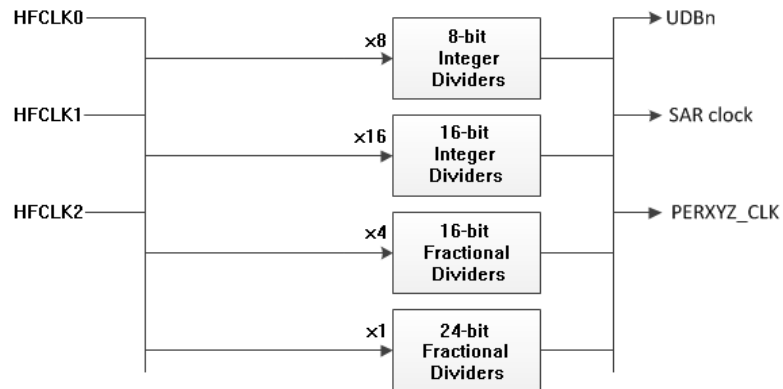 HFCLK0
UDBn
x8
8-bit
Integer
Dividers
HFCLK1
SAR clock
x16
16-bit
Integer
Dividers
HFCLK2
PERXYZ_CLK
x4
16-bit
Fractional
Dividers
x1
24-bit
Fractional
Dividers